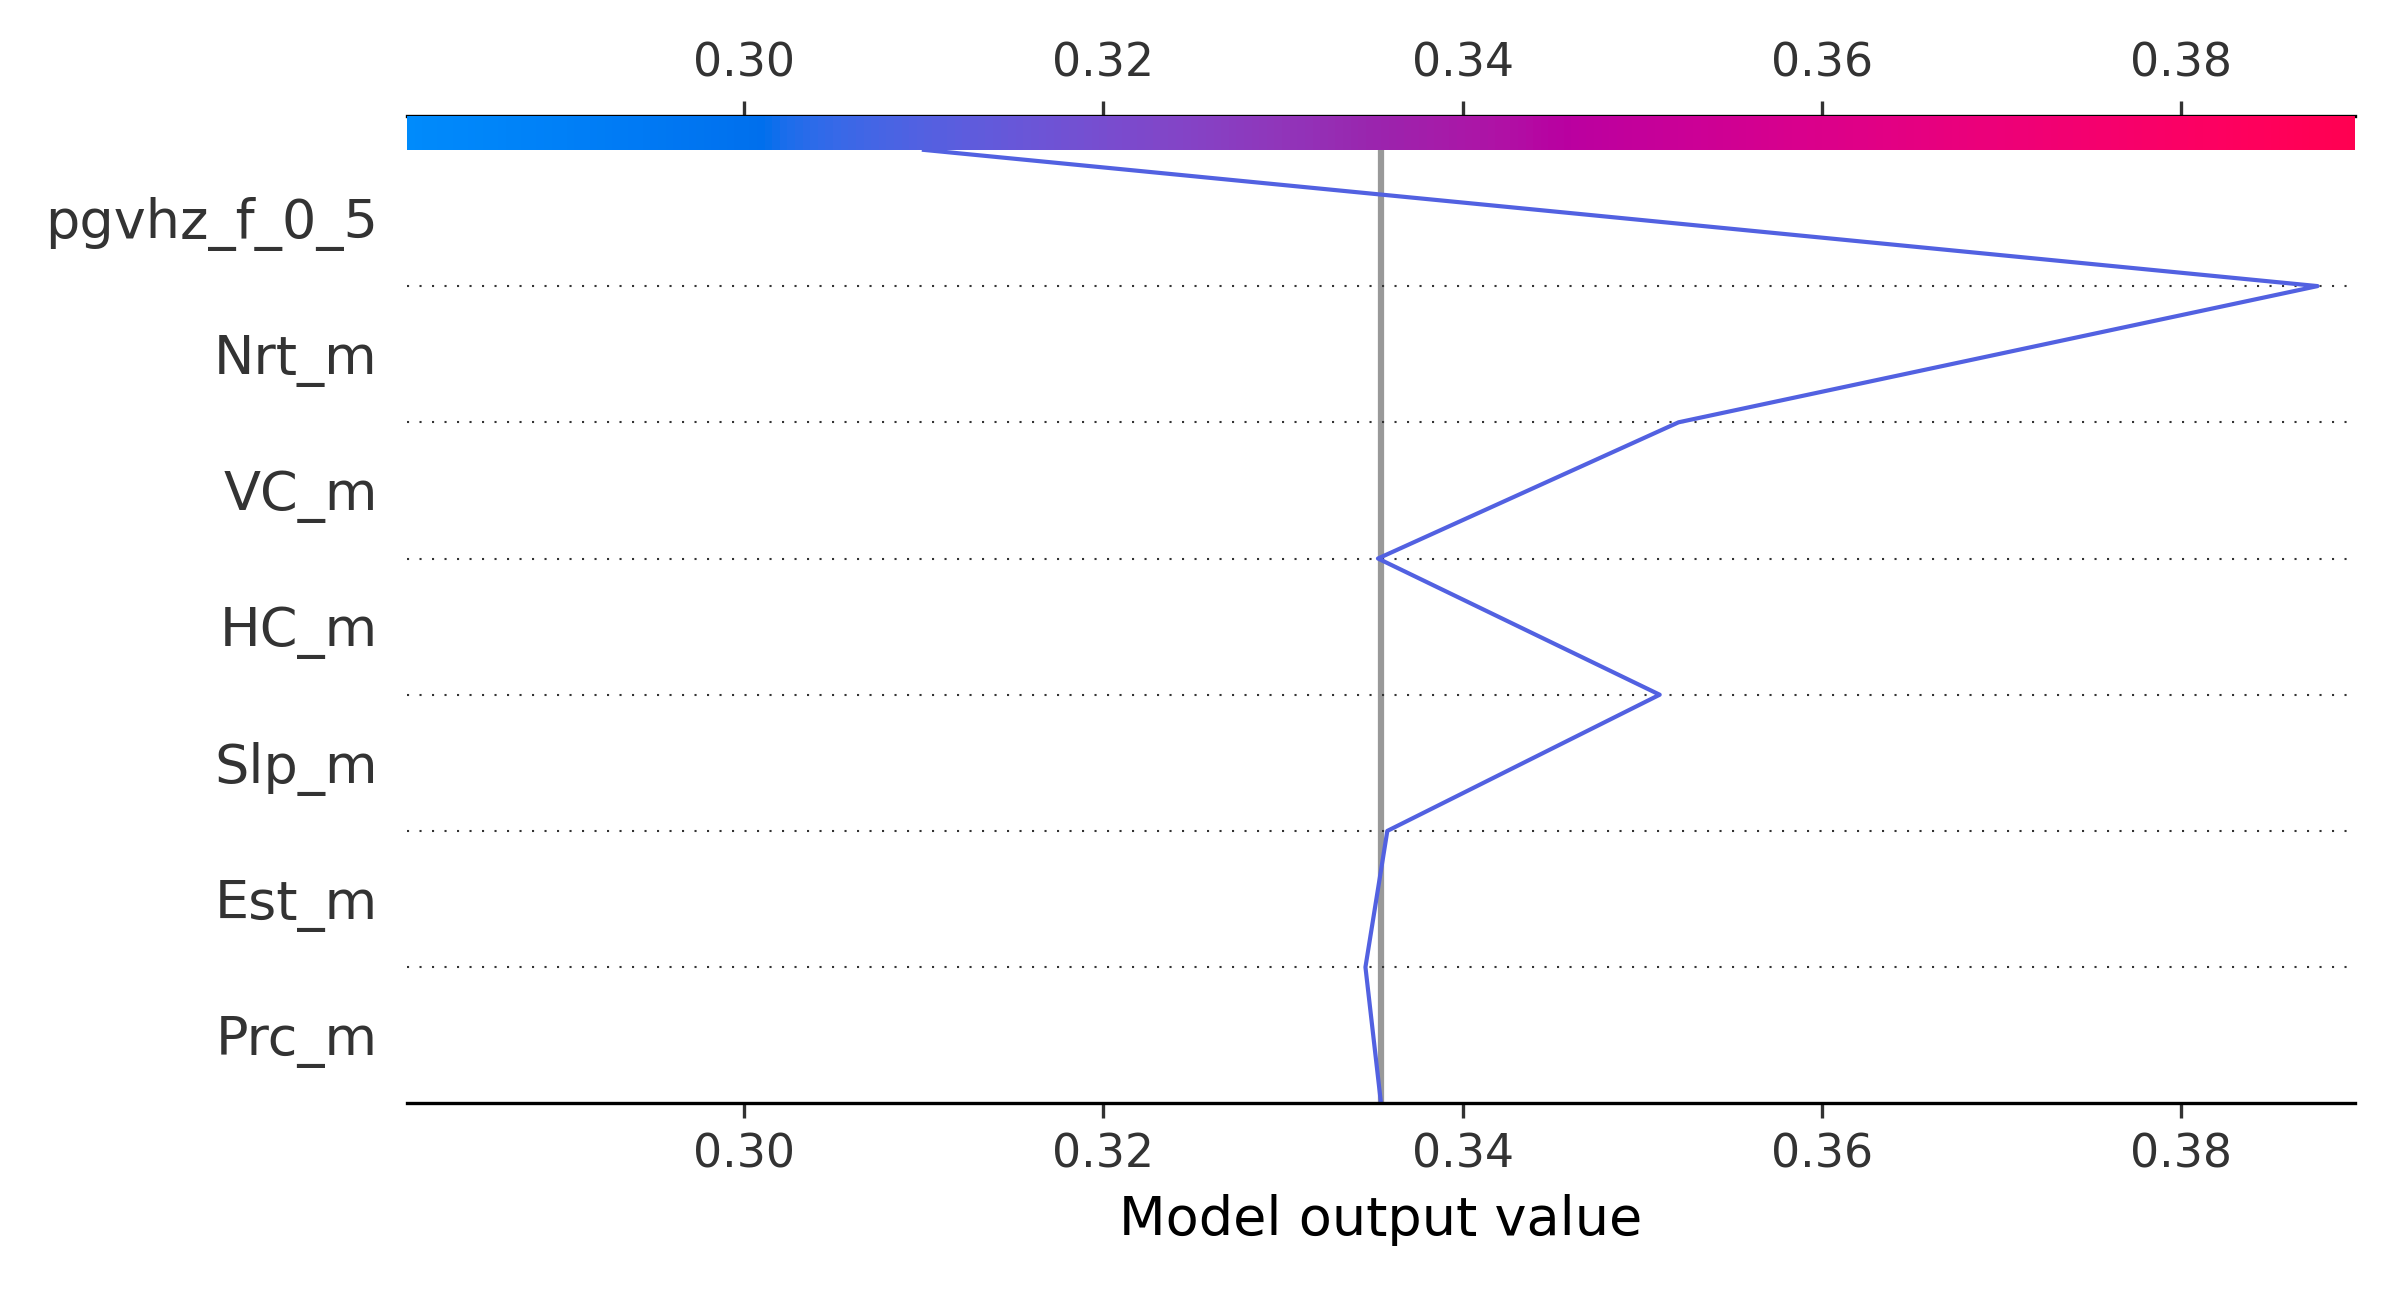 0.30 0.32 0.34 0.36 0.38
pgvhz_f_0_5
Nrt_m
VC_m
HC_m
Slp_m
Est_m
Prc_m
0.30 0.32 0.34 0.36 0.38
Model output value